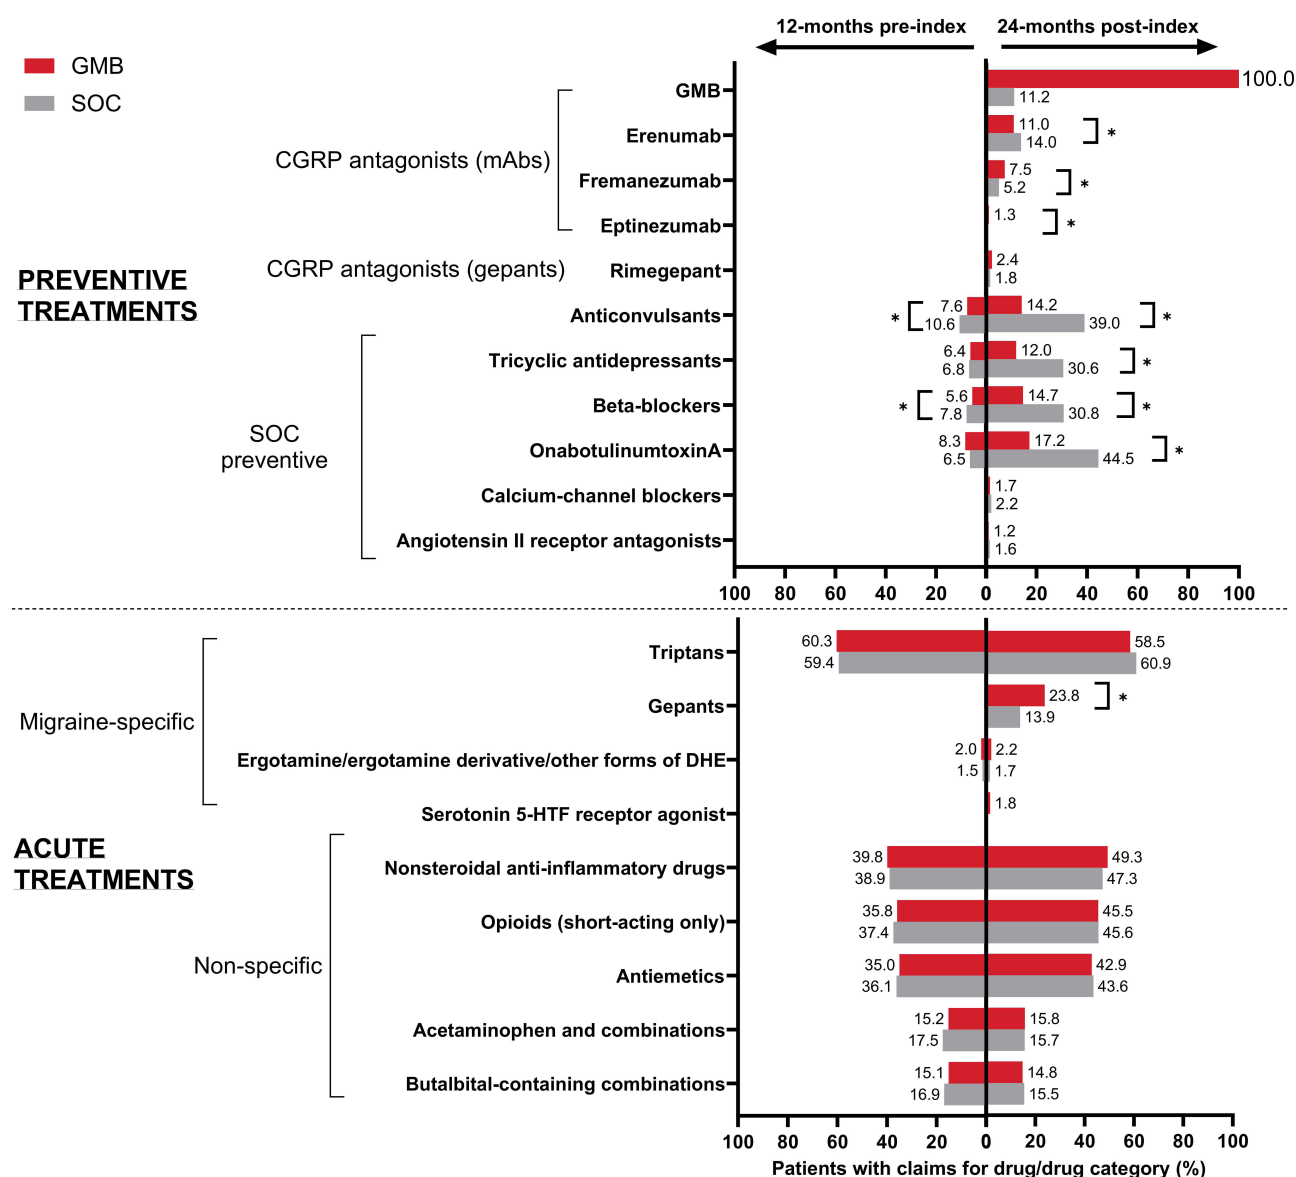 12-months pre-index
24-months post-index
GMB
SOC
PREVENTIVE
TREATMENTS
CGRP antagonists (mAbs)
GMB 100.0
11.2
Erenumab 11.0 *
14.0
Fremanezumab 7.5 *
5.2
Eptinezumab 1.3 *
CGRP antagonists (gepants)
Rimegepant 2.4
1.8
SOC
preventive
* 7.6 Anticonvulsants 14.2 *
10.6 39.0
6.4 Tricyclic antidepressants 12.0 *
6.8 30.6
* 5.6 Beta-blockers 14.7 *
7.8 30.8
8.3 OnabotulinumtoxinA 17.2 *
6.5 44.5
Calcium-channel blockers 1.7
2.2
Angiotensin II receptor antagonists 1.2
1.6
100 80 60 40 20 0 20 40 60 80 100
ACUTE
TREATMENTS
Migraine-specific
Triptans 60.3 58.5
59.4 60.9
Gepants 23.8 *
13.9
Ergotamine/ergotamine derivative/other forms of DHE 2.0 2.2
1.5 1.7
Serotonin 5-HTF receptor agonist 1.8
Non-specific
Nonsteroidal anti-inflammatory drugs 39.8 49.3
38.9 47.3
Opioids (short-acting only) 35.8 45.5
37.4 45.6
Antiemetics 35.0 42.9
36.1 43.6
Acetaminophen and combinations 15.2 15.8
17.5 15.7
Butalbital-containing combinations 15.1 14.8
16.9 15.5
100 80 60 40 20 0 20 40 60 80 100
Patients with claims for drug/drug category (%)